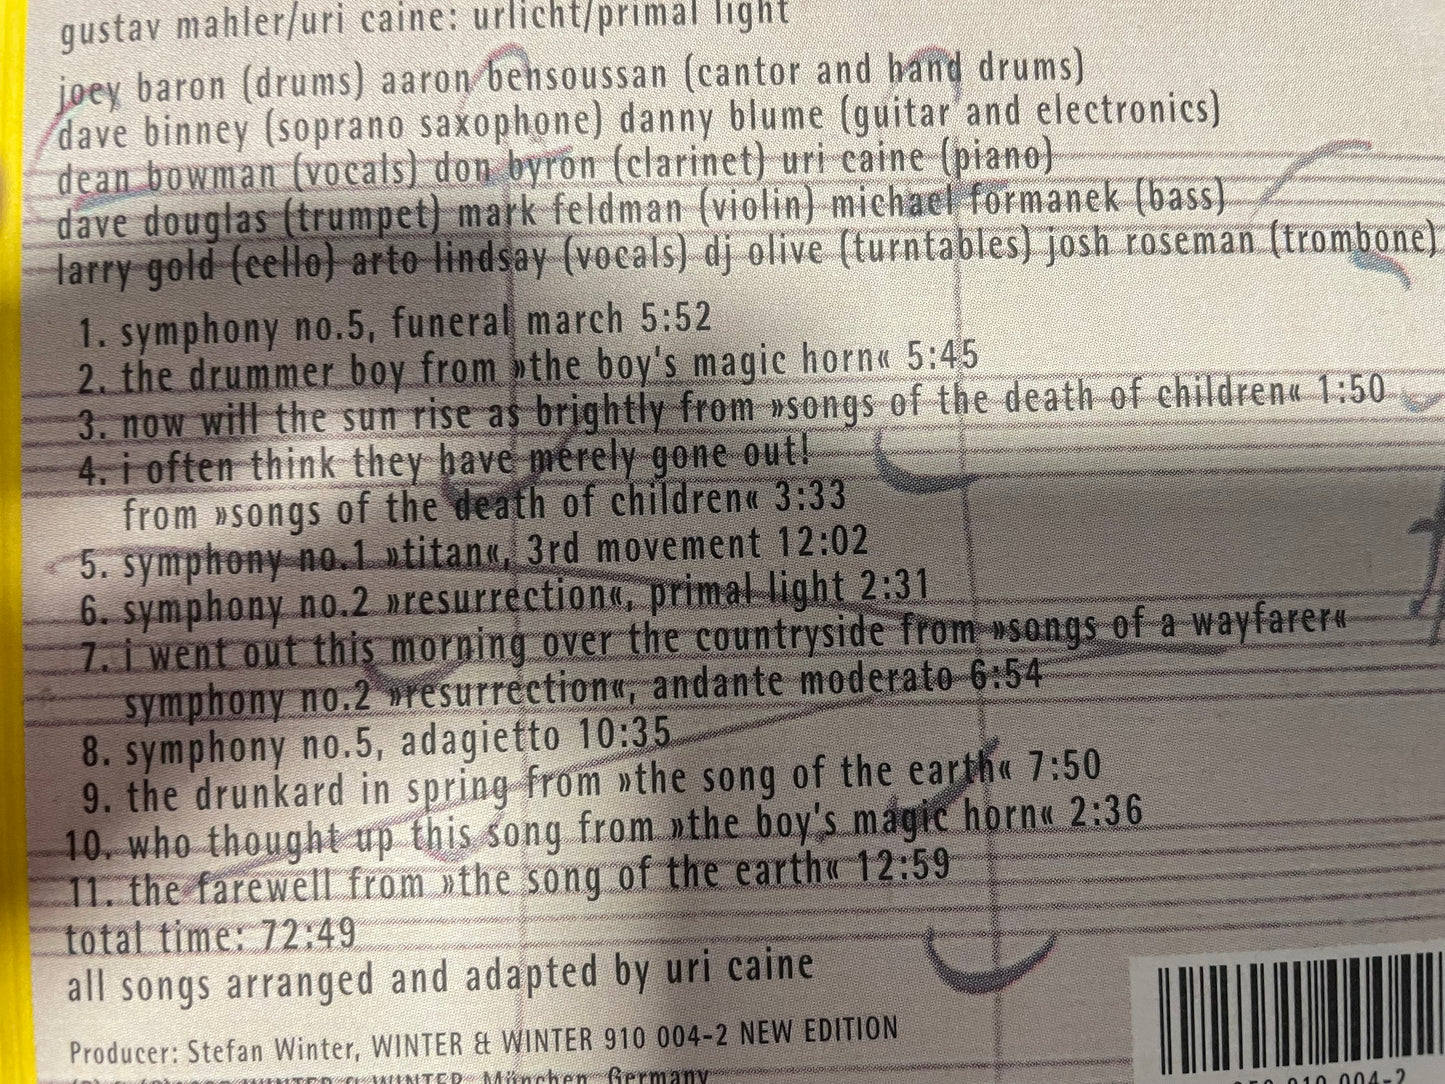 gustav mahler/uri caine: urlicht/primal light
joey baron (drums) aaron bensoussan (cantor and hand drums)
dave binney (soprano saxophone) danny blume (guitar and electronics)
dean bowman (vocals) don byron (clarinet) uri caine (piano)
dave douglas (trumpet) mark feldman (violin) michael formanek (bass)
larry gold (cello) arto lindsay (vocals) dj olive (turntables) josh roseman (trombone)
1. symphony no.5, funeral march 5:52
2. the drummer boy from »the boy's magic horn« 5:45
3. now will the sun rise as brightly from »songs of the death of children« 1:50
4. i often think they have merely gone out!
from »songs of the death of children« 3:33
5. symphony no.1 »titan«, 3rd movement 12:02
6. symphony no.2 »resurrection«, primal light 2:31
7. i went out this morning over the countryside from »songs of a wayfarer«
symphony no.2 »resurrection«, andante moderato 6:54
8. symphony no.5, adagietto 10:35
9. the drunkard in spring from »the song of the earth« 7:50
10. who thought up this song from »the boy's magic horn« 2:36
11. the farewell from »the song of the earth« 12:59
total time: 72:49
all songs arranged and adapted by uri caine
Producer: Stefan Winter, WINTER & WINTER 910 004-2 NEW EDITION
WINTER & WINTER, München, Germany
910 004-2